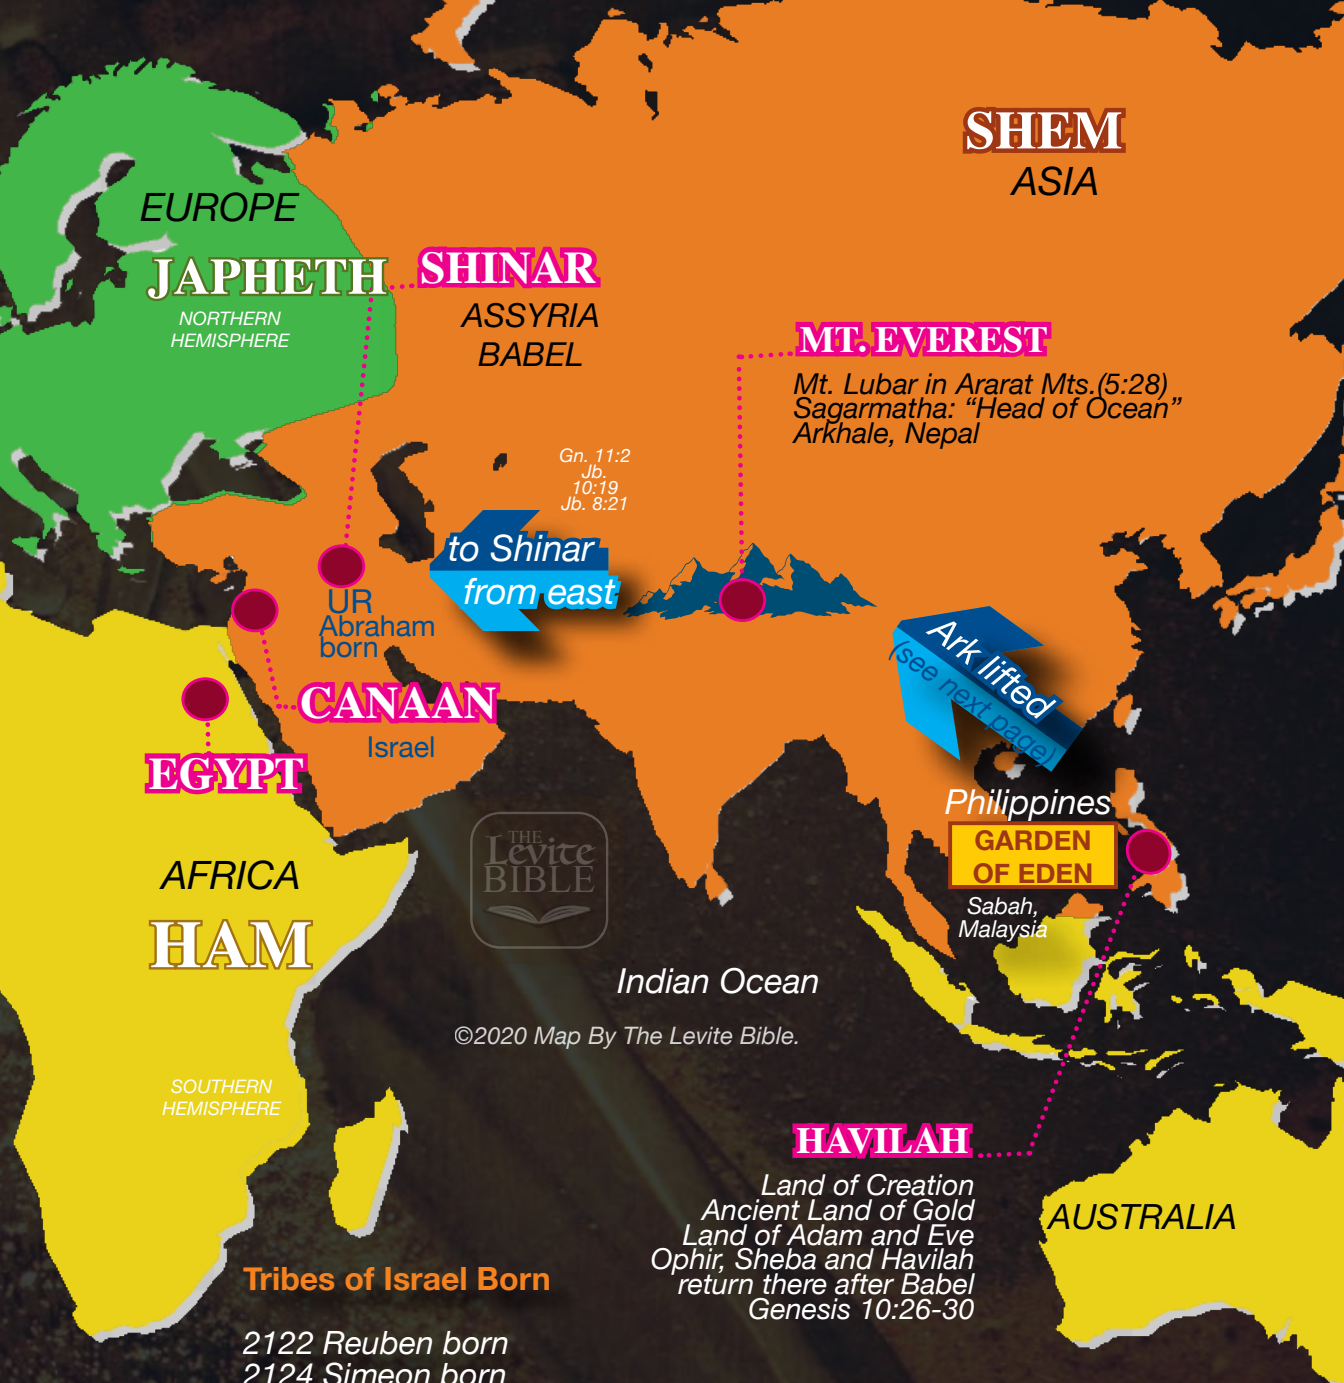 SHEM
ASIA
EUROPE
JAPHETH
NORTHERN
HEMISPHERE
SHINAR
ASSYRIA
BABEL
MT. EVEREST
Mt. Lubar in Ararat Mts.(5:28)
Sagarmatha: “Head of Ocean”
Arkhale, Nepal
Gn. 11:2
Jb.
10:19
Jb. 8:21
to Shinar
from east
UR
Abraham
born
Ark lifted
(see next page)
CANAAN
Israel
EGYPT
Philippines
GARDEN
OF EDEN
Sabah,
Malaysia
AFRICA
HAM
THE
Levite
BIBLE
Indian Ocean
©2020 Map By The Levite Bible.
SOUTHERN
HEMISPHERE
HAVILAH
Land of Creation
Ancient Land of Gold
Land of Adam and Eve
Ophir, Sheba and Havilah
return there after Babel
Genesis 10:26-30
AUSTRALIA
Tribes of Israel Born
2122 Reuben born
2124 Simeon born